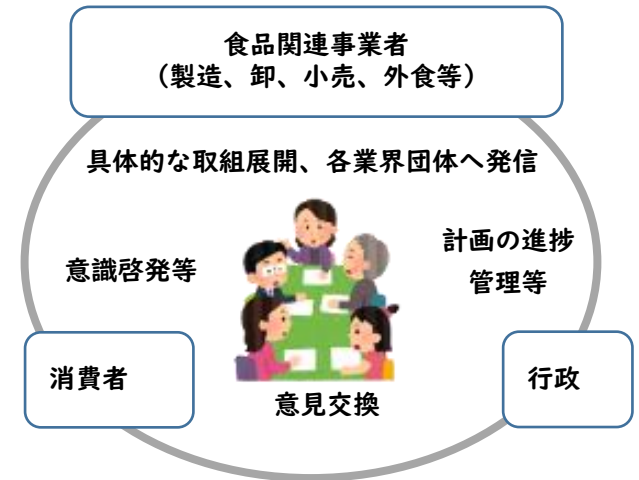 食品関連事業者
（製造、卸、小売、外食等）
具体的な取組展開、各業界団体へ発信
意識啓発等
計画の進捗
管理等
消費者
行政
意見交換